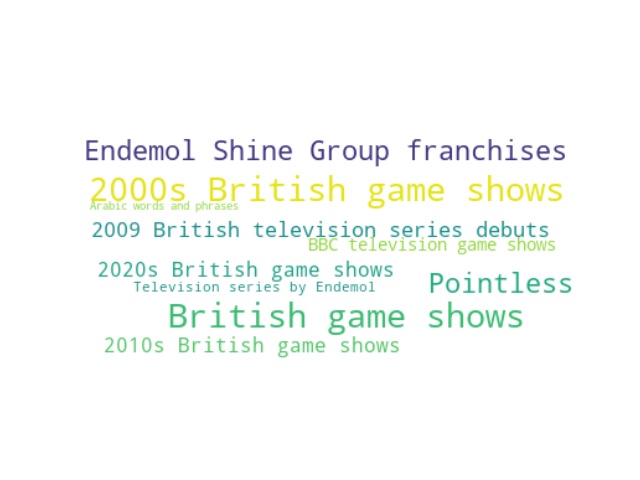 Endemol Shine Group franchises
2000s British game shows
Arabic words and phrases
2009 British television series debuts
BBC television game shows
2020s British game shows
Television series by Endemol
Pointless
British game shows
2010s British game shows